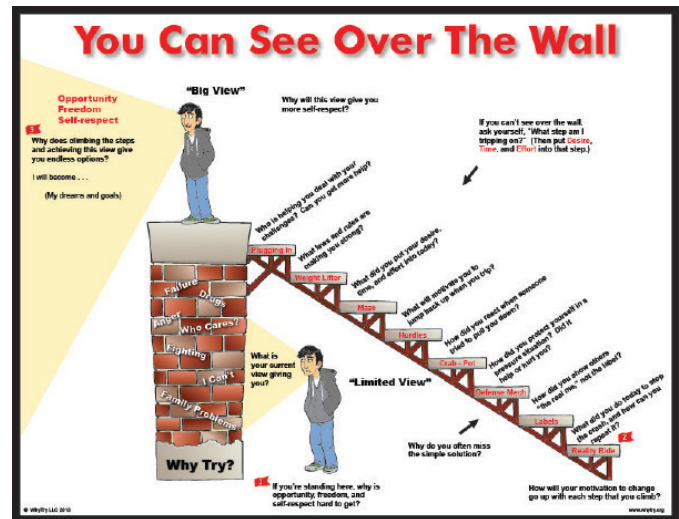 You Can See Over The Wall
"Big View"
Opportunity
Freedom
Self-respect
3
Why does climbing the steps
and achieving this view give
you endless options?
I will become . . .
(My dreams and goals)
Why will this view give you
more self-respect?
If you can't see over the wall,
ask yourself, "What step am I
tripping on?" (Then put Desire,
Time, and Effort into that step.)
Who is helping you deal with your
challenges? Can you get more help?
Plugging In
What laws and rules are
making you strong?
Weight Lifter
What did you put your desire,
time, and effort into today?
Maze
What will motivate you to
jump back up when you trip?
Hurdles
How did you react when someone
tried to pull you down?
Crab - Pot
How did you protect yourself in a
pressure situation? Did it
help or hurt you?
Defense Mech
How did you show others
"the real me," not the label?
Labels
What did you do today to stop
the crash, and how can you
repeat it?
2
Reality Ride
Failure
Drugs
Anger
Who Cares?
Fighting
I Can't
Family Problems
Why Try?
What is
your current
view giving
you?
"Limited View"
1
If you're standing here, why is
opportunity, freedom, and
self-respect hard to get?
Why do you often miss
the simple solution?
How will your motivation to change
go up with each step that you climb?
© WhyTry LLC 2013
www.whytry.org